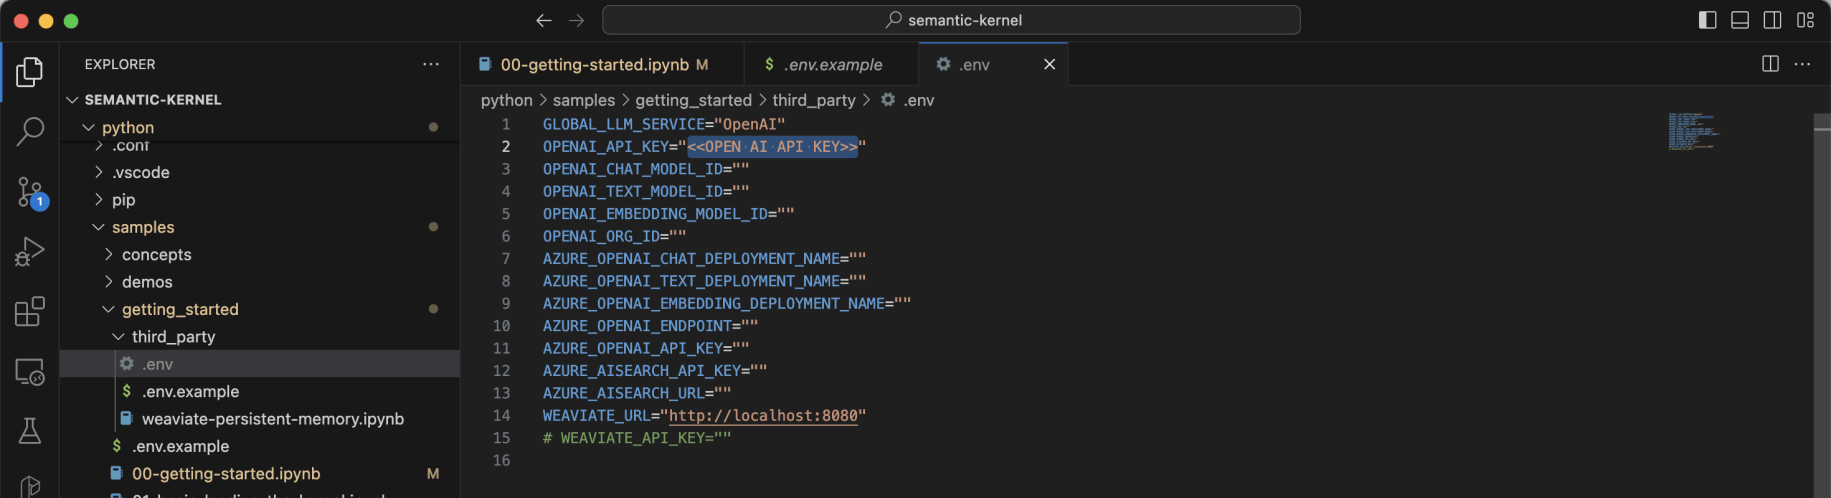 semantic-kernel
EXPLORER
SEMANTIC-KERNEL
python
.conf
.vscode
pip
samples
concepts
demos
getting_started
third_party
.env
$ .env.example
weaviate-persistent-memory.ipynb
$ .env.example
00-getting-started.ipynb M
1
00-getting-started.ipynb M
$ .env.example
.env
python > samples > getting_started > third_party > .env
1 GLOBAL_LLM_SERVICE="OpenAI"
2 OPENAI_API_KEY="<<OPEN AI API KEY>>"
3 OPENAI_CHAT_MODEL_ID=""
4 OPENAI_TEXT_MODEL_ID=""
5 OPENAI_EMBEDDING_MODEL_ID=""
6 OPENAI_ORG_ID=""
7 AZURE_OPENAI_CHAT_DEPLOYMENT_NAME=""
8 AZURE_OPENAI_TEXT_DEPLOYMENT_NAME=""
9 AZURE_OPENAI_EMBEDDING_DEPLOYMENT_NAME=""
10 AZURE_OPENAI_ENDPOINT=""
11 AZURE_OPENAI_API_KEY=""
12 AZURE_AISEARCH_API_KEY=""
13 AZURE_AISEARCH_URL=""
14 WEAVIATE_URL="http://localhost:8080"
15 # WEAVIATE_API_KEY=""
16